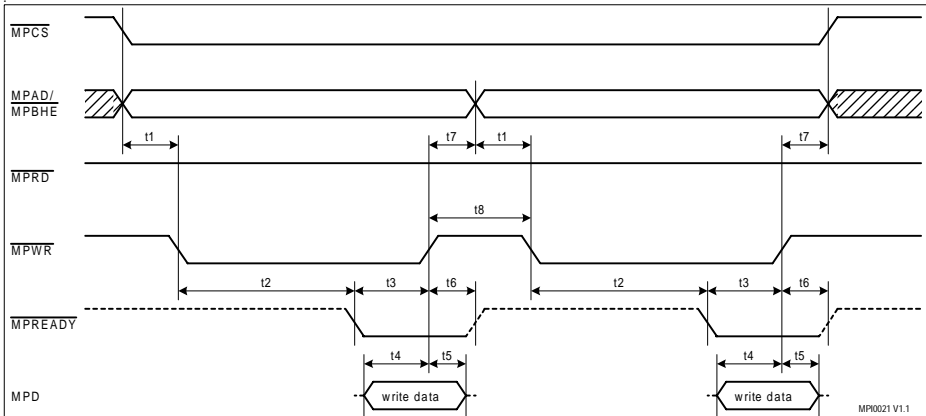 MPCS
MPAD/
MPBHE
t1 t7 t1 t7
MPRD
t8
MPWR
t2 t3 t6 t2 t3 t6
MPREADY
t4 t5 t4 t5
MPD write data write data
MPI0021 V1.1